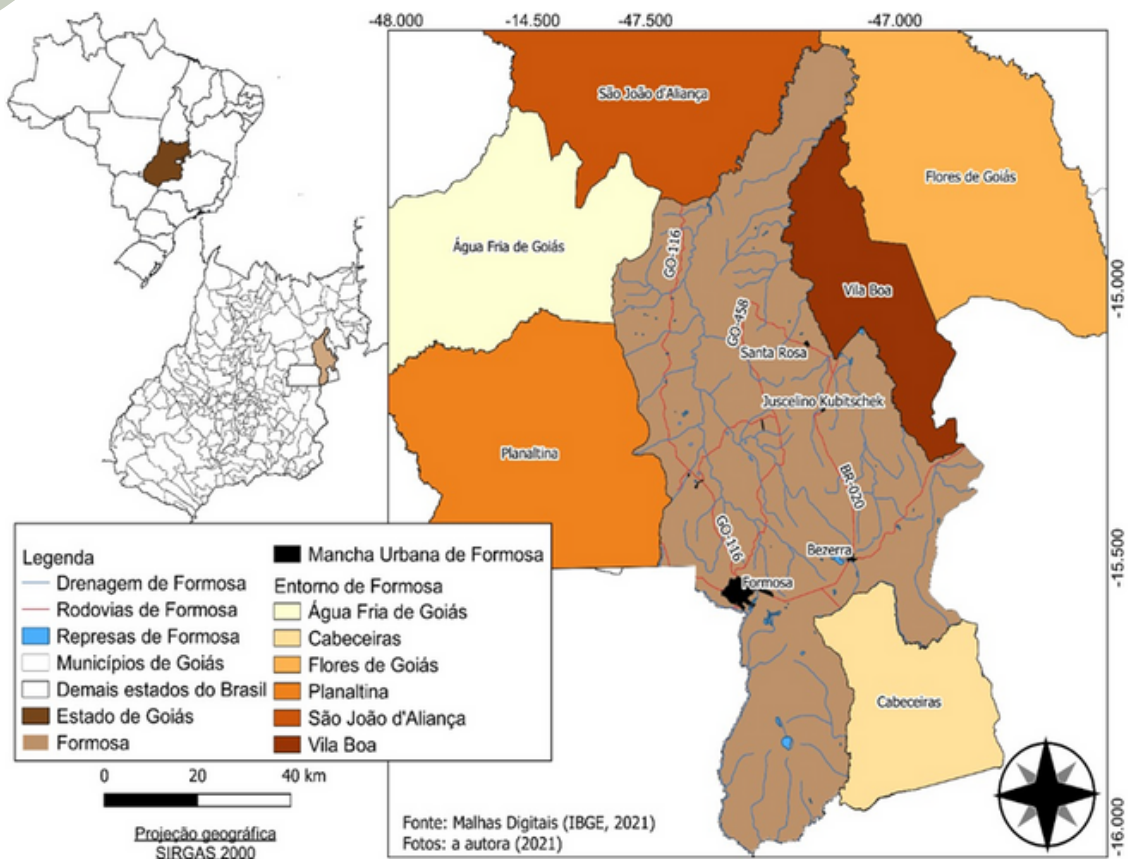 -48.000
-14.500
-47.500
-47.000
São João d'Aliança
Flores de Goiás
Água Fria de Goiás
GO-116
Vila Boa
-15.000
GO-458
Santa Rosa
Juscelino Kubitschek
Planaltina
BR-020
GO-116
Bezerra
Formosa
-15.500
Cabeceiras
-16.000
Legenda
Drenagem de Formosa
Rodovias de Formosa
Represas de Formosa
Municípios de Goiás
Demais estados do Brasil
Estado de Goiás
Formosa
Mancha Urbana de Formosa
Entorno de Formosa
Água Fria de Goiás
Cabeceiras
Flores de Goiás
Planaltina
São João d'Aliança
Vila Boa
0 20 40 km
Projeção geográfica
SIRGAS 2000
Fonte: Malhas Digitais (IBGE, 2021)
Fotos: a autora (2021)